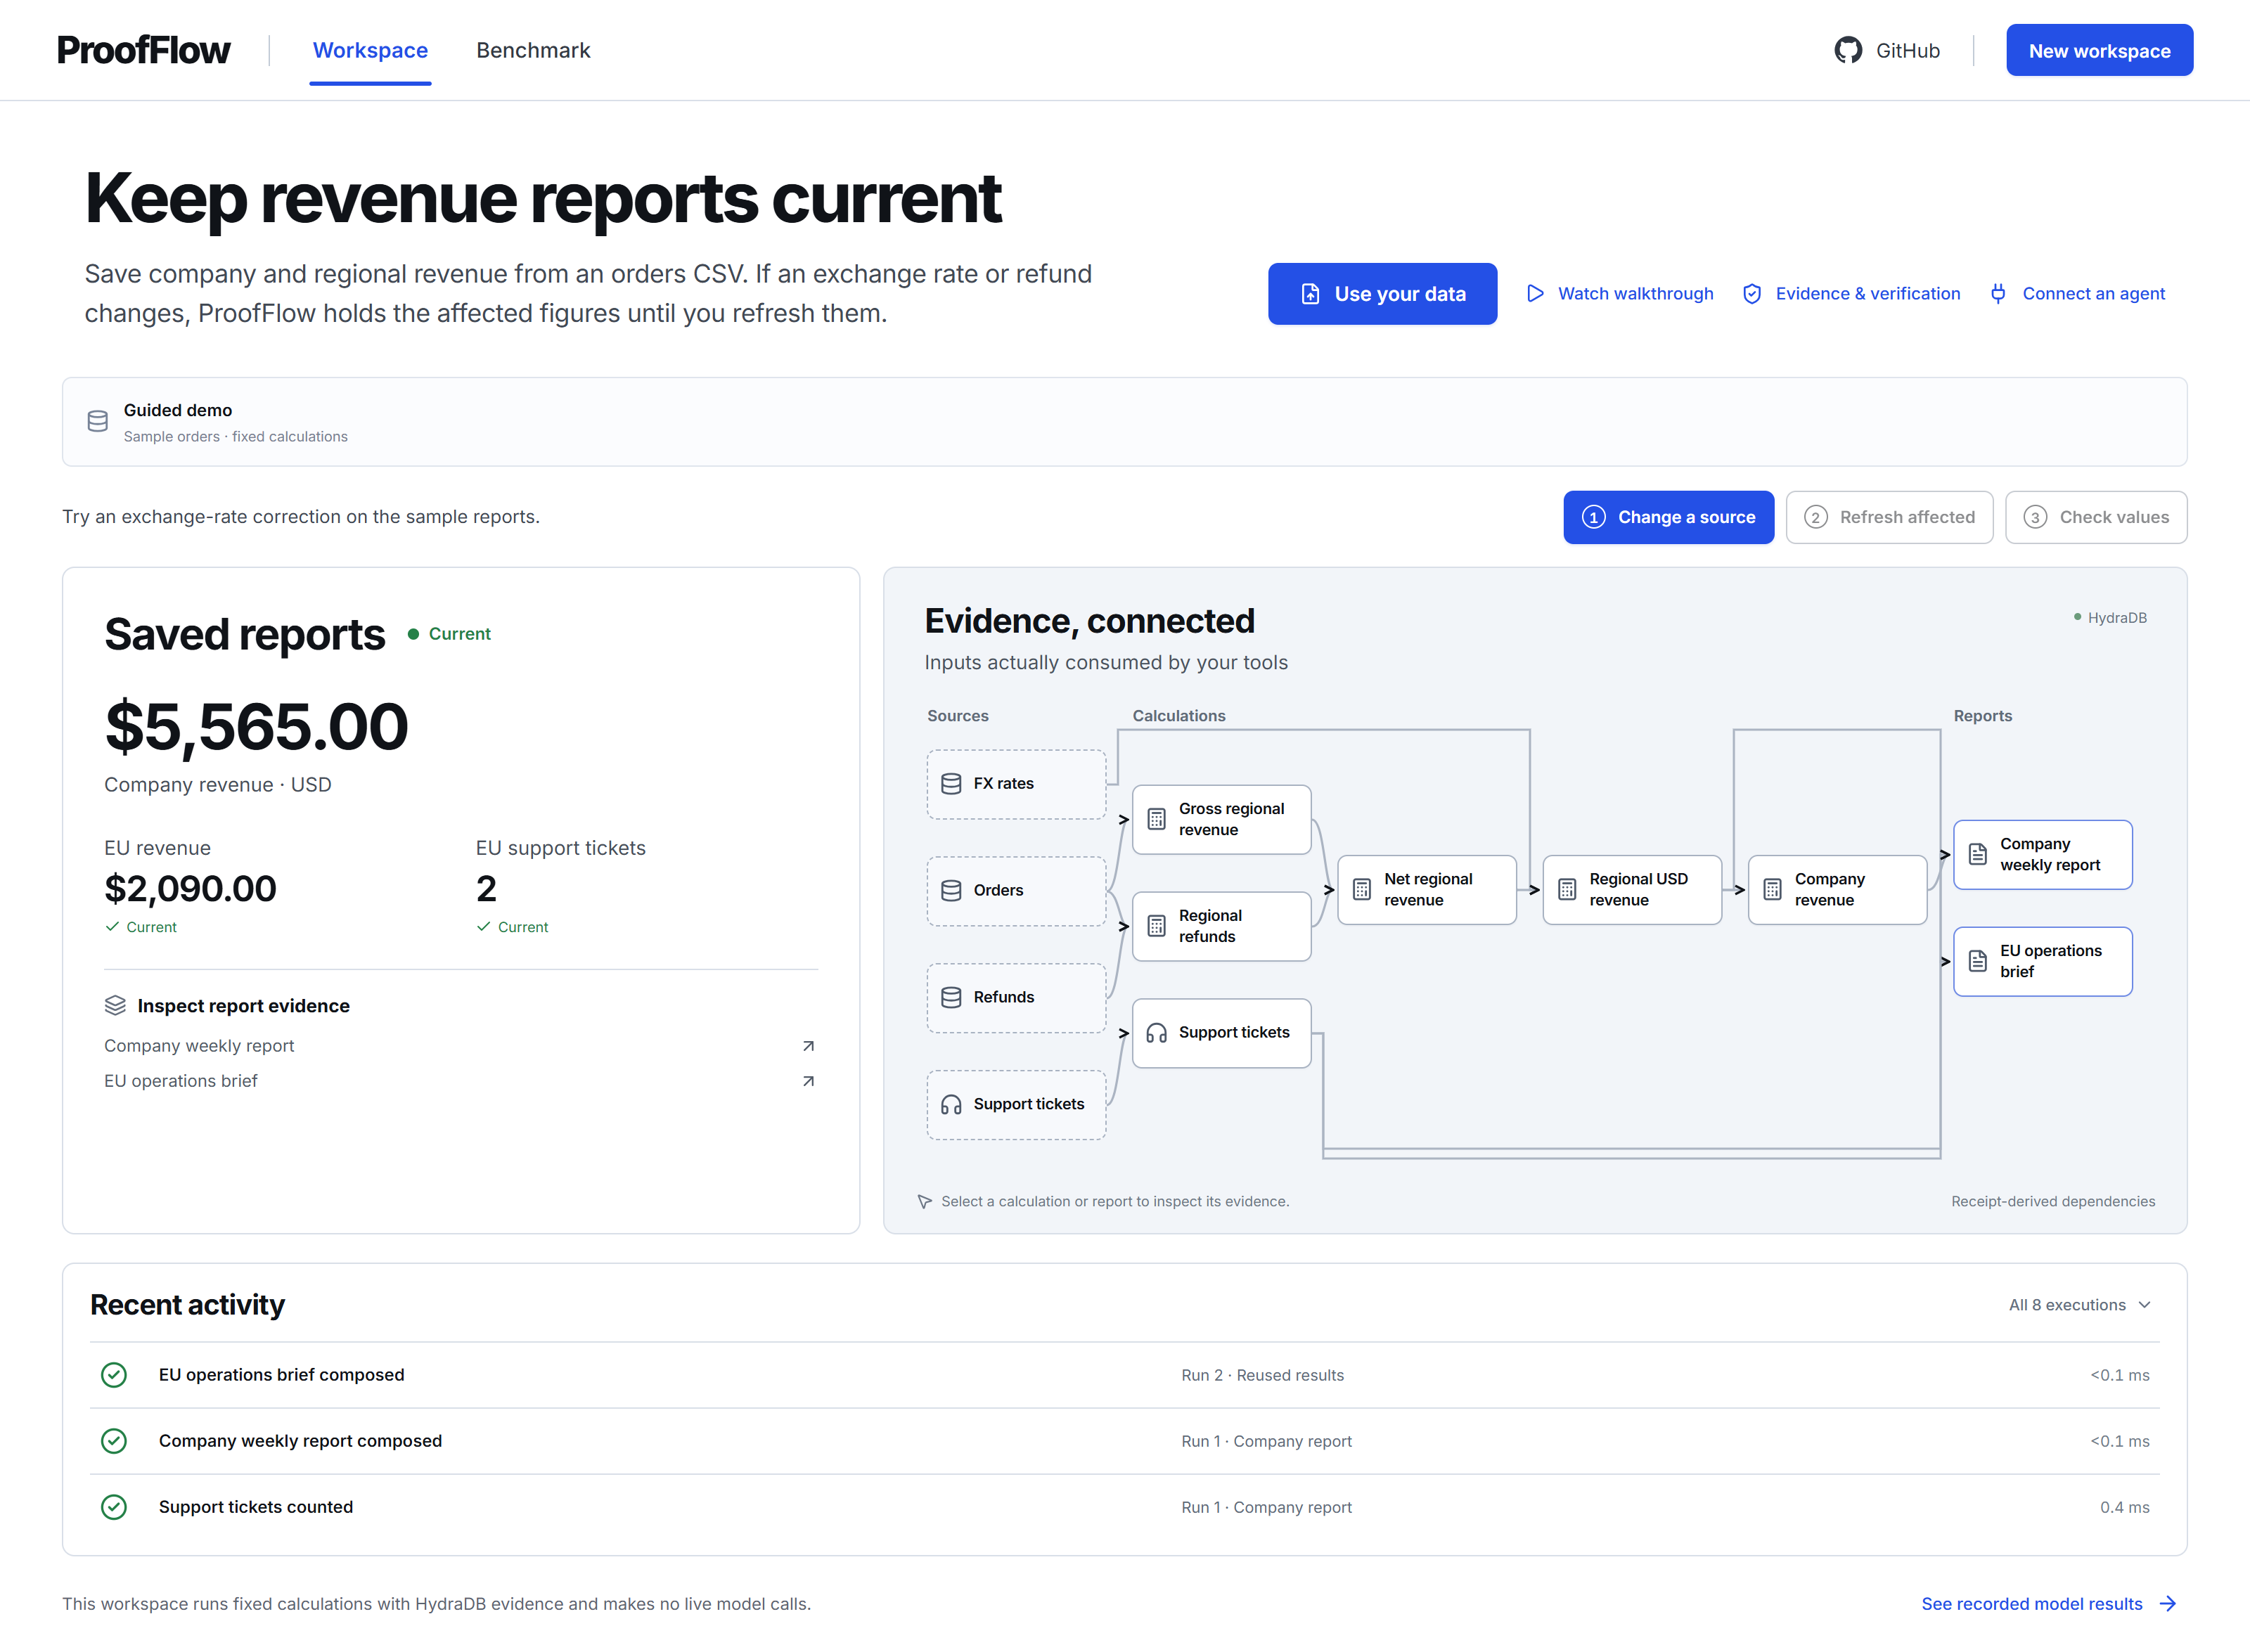 ProofFlow
Workspace
Benchmark
GitHub
New workspace
Keep revenue reports current
Save company and regional revenue from an orders CSV. If an exchange rate or refund
changes, ProofFlow holds the affected figures until you refresh them.
Use your data
Watch walkthrough
Evidence & verification
Connect an agent
Guided demo
Sample orders · fixed calculations
Try an exchange-rate correction on the sample reports.
1 Change a source
2 Refresh affected
3 Check values
Saved reports
Current
$5,565.00
Company revenue · USD
EU revenue
$2,090.00
Current
EU support tickets
2
Current
Inspect report evidence
Company weekly report
EU operations brief
Evidence, connected
HydraDB
Inputs actually consumed by your tools
Sources
Calculations
Reports
FX rates
Orders
Refunds
Support tickets
Gross regional
revenue
Regional
refunds
Support tickets
Net regional
revenue
Regional USD
revenue
Company
revenue
Company
weekly report
EU operations
brief
Select a calculation or report to inspect its evidence.
Receipt-derived dependencies
Recent activity
All 8 executions
EU operations brief composed
Run 2 · Reused results
<0.1 ms
Company weekly report composed
Run 1 · Company report
<0.1 ms
Support tickets counted
Run 1 · Company report
0.4 ms
This workspace runs fixed calculations with HydraDB evidence and makes no live model calls.
See recorded model results